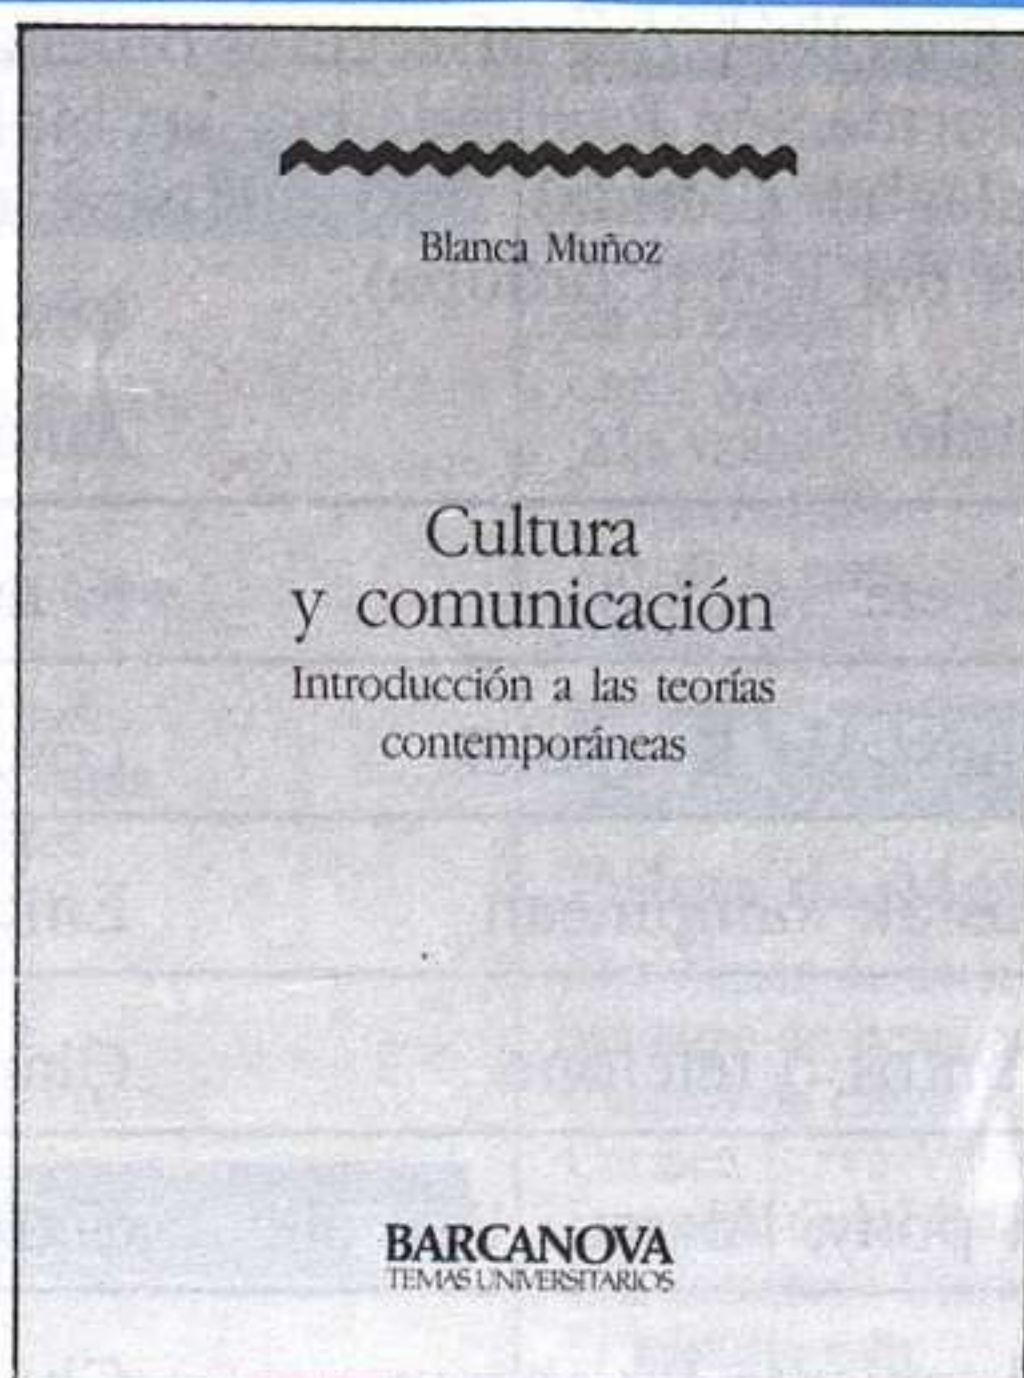 Blanca Muñoz
Cultura
y comunicación
Introducción a las teorías
contemporáneas
BARCANOVA
TEMAS UNIVERSITARIOS